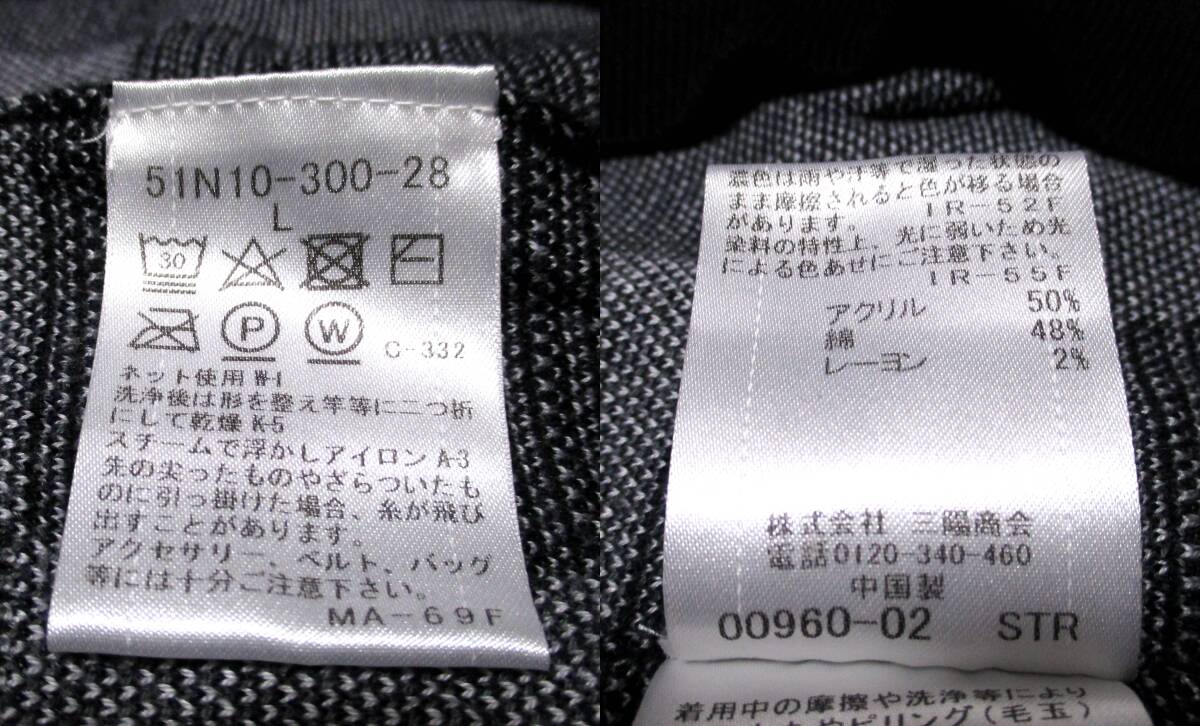 51N10-300-28
L
30
P W C-332
ネット使用 W-1
洗浄後は形を整え竿等に二つ折
にして乾燥 K-5
スチームで浮かしアイロン A-3
先の尖ったものやざらついたも
のに引っ掛けた場合、糸が飛び
出すことがあります。
アクセサリー、ベルト、バッグ
等には十分ご注意下さい。
MA-69F
濃色は雨や汗等で湿った状態の
まま摩擦されると色が移る場合
があります。 IR-52F
染料の特性上、光に弱いため光
による色あせにご注意下さい。
IR-55F
アクリル 50%
綿 48%
レーヨン 2%
株式会社 三陽商会
電話0120-340-460
中国製
00960-02 STR
着用中の摩擦や洗浄等により
ピリング(毛玉)